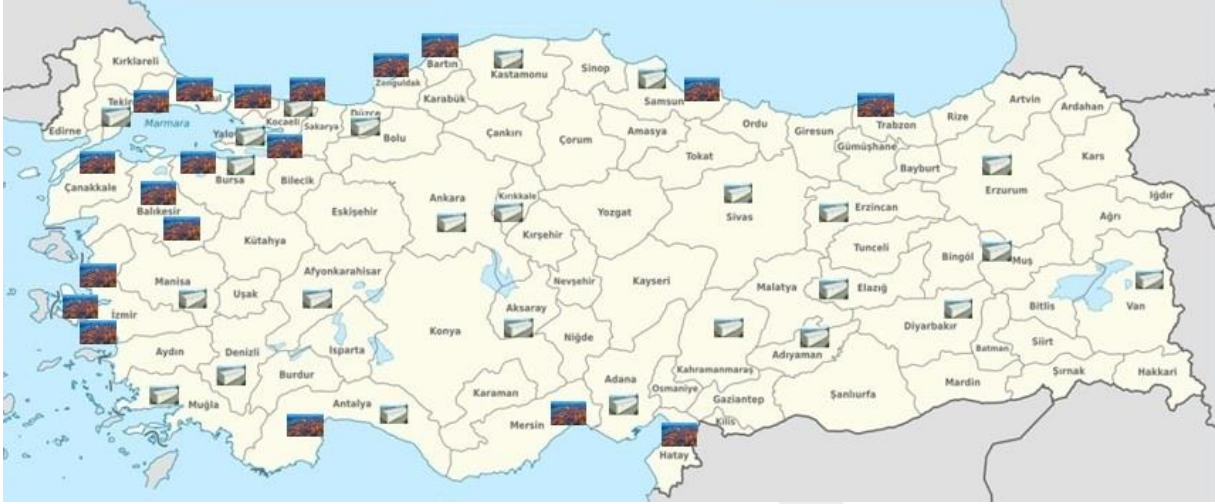 Kırklareli
Edirne
Marmara
Kocaeli
Sakarya
Zonguldak
Bartın
Karabük
Kastamonu
Sinop
Samsun
Düzce
Bolu
Çankırı
Çorum
Amasya
Ordu
Giresun
Trabzon
Rize
Artvin
Ardahan
Kars
Gümüşhane
Bayburt
Tokat
Çanakkale
Balıkesir
Bursa
Bilecik
Eskişehir
Ankara
Kırıkkale
Kırşehir
Yozgat
Sivas
Erzincan
Erzurum
Iğdır
Ağrı
Kütahya
Tunceli
Bingöl
Muş
Manisa
Uşak
Afyonkarahisar
Nevşehir
Kayseri
Malatya
Elazığ
Bitlis
Van
İzmir
Aksaray
Konya
Niğde
Diyarbakır
Batman
Siirt
Aydın
Denizli
Isparta
Burdur
Adıyaman
Kahramanmaraş
Adana
Osmaniye
Gaziantep
Şanlıurfa
Mardin
Şırnak
Hakkari
Muğla
Antalya
Karaman
Mersin
Kilis
Hatay